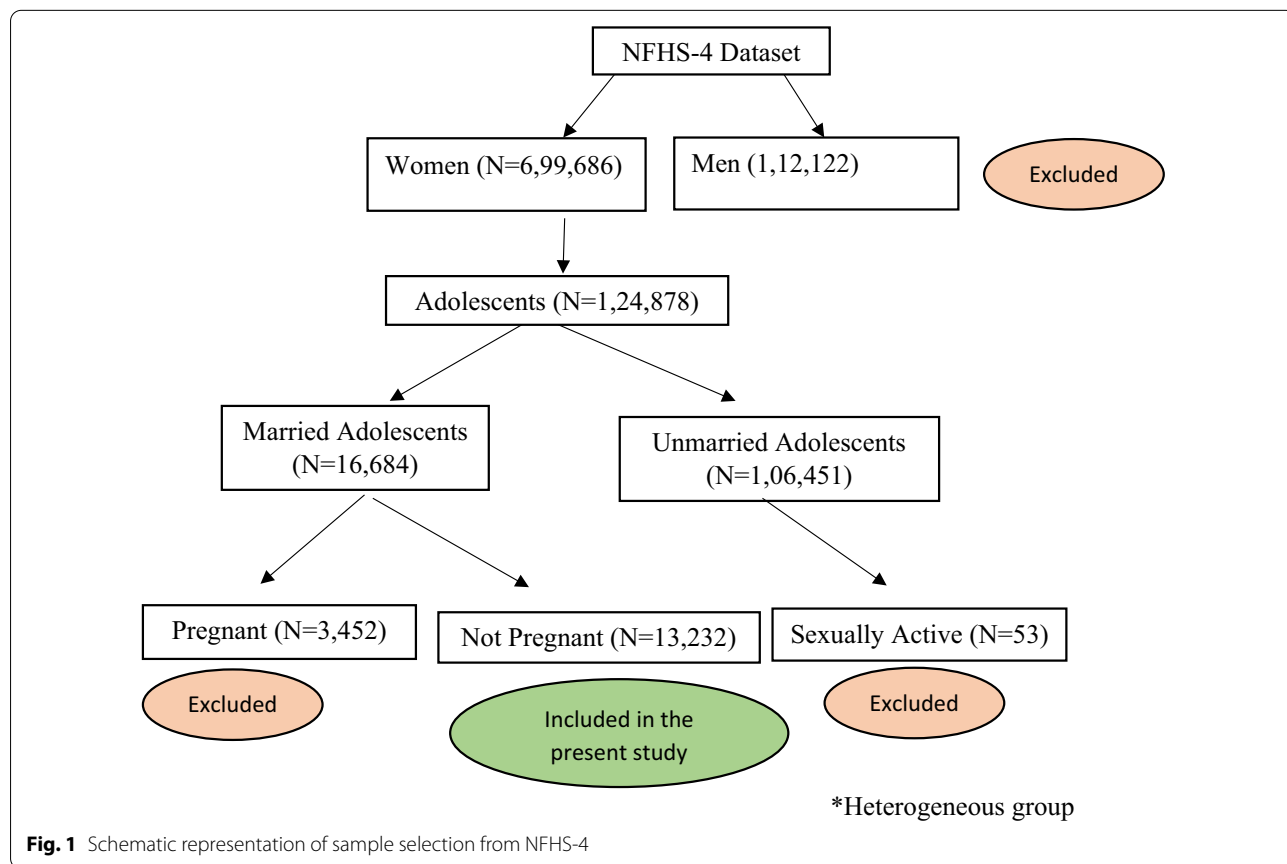 NFHS-4 Dataset
Women (N=6,99,686)
Men (1,12,122)
Excluded
Adolescents (N=1,24,878)
Married Adolescents
(N=16,684)
Unmarried Adolescents
(N=1,06,451)
Pregnant (N=3,452)
Not Pregnant (N=13,232)
Sexually Active (N=53)
Excluded
Included in the
present study
Excluded
*Heterogeneous group
Fig. 1 Schematic representation of sample selection from NFHS-4